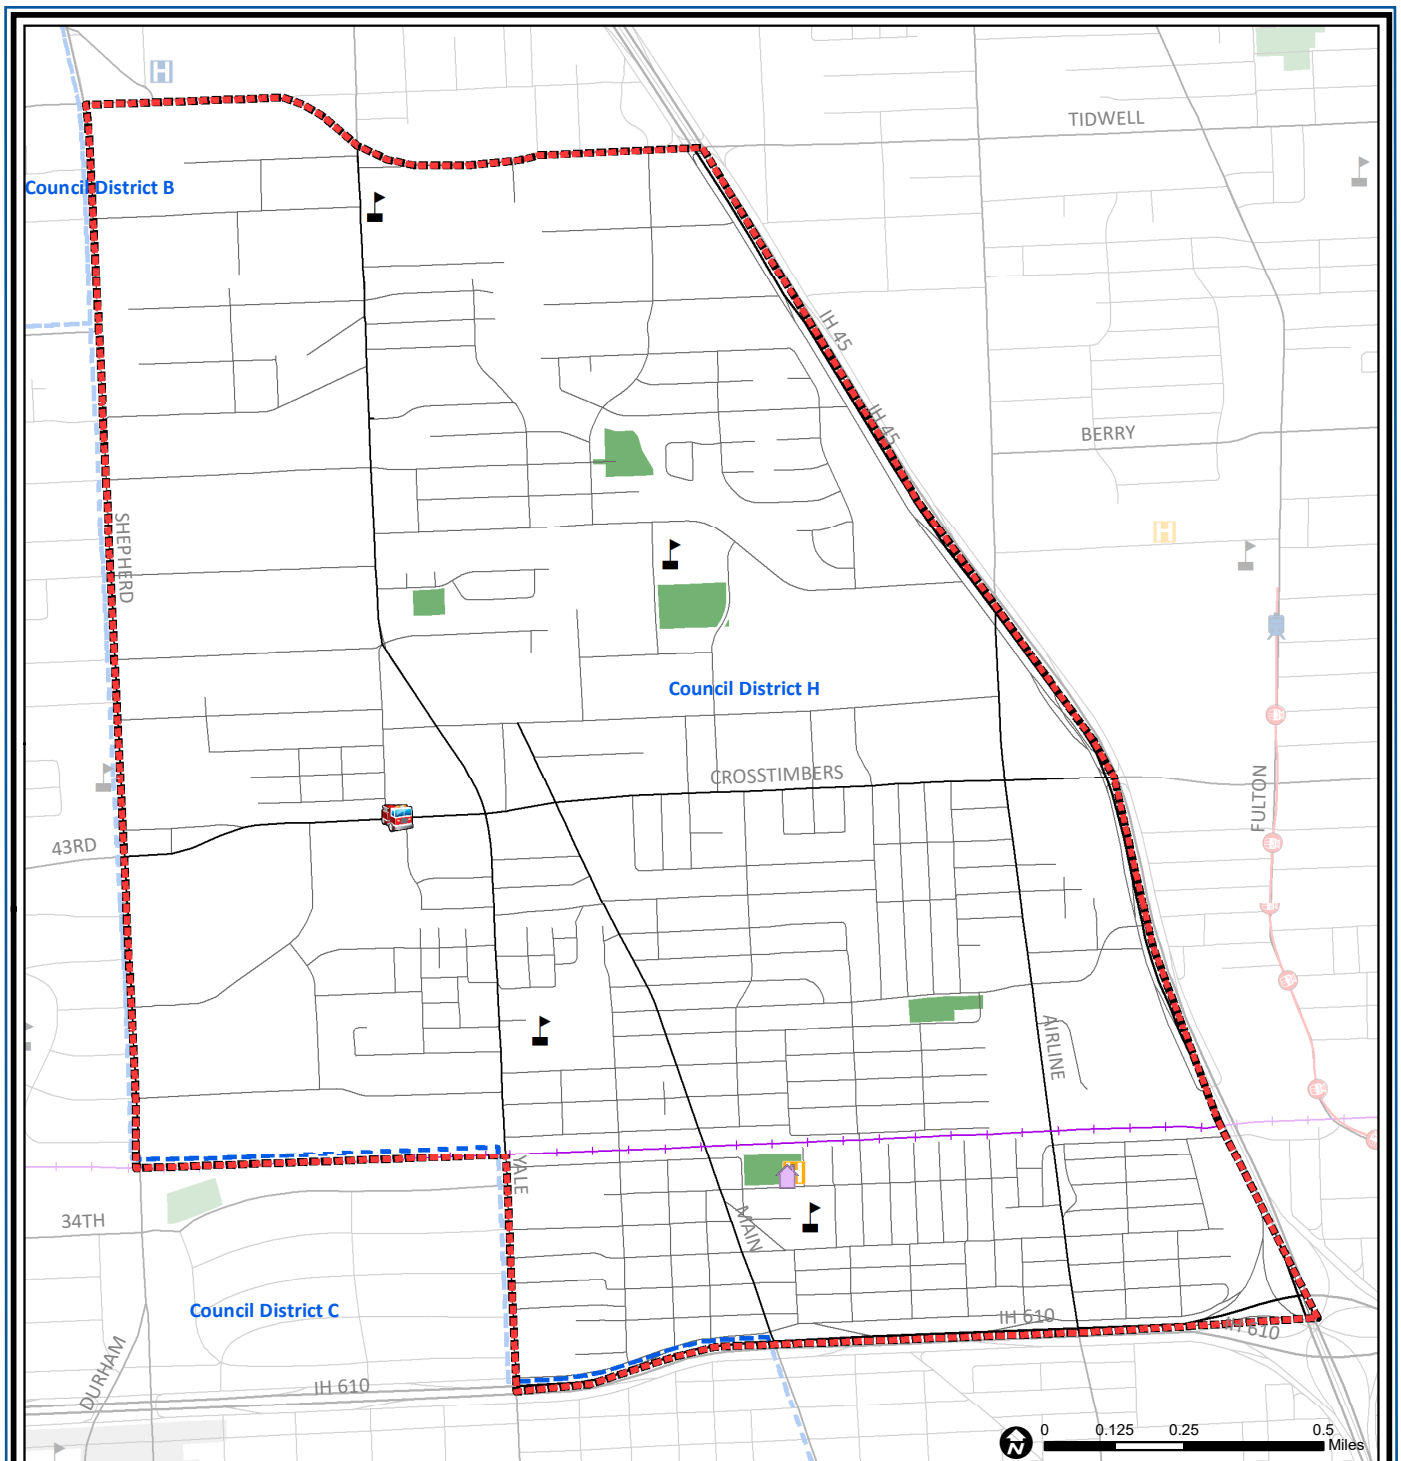 H
TIDWELL
Council District B
IH 45
IH 45
BERRY
SHEPHERD
H
Council District H
CROSSTIMBERS
FULTON
43RD
AIRLINE
YALE
MAIN
34TH
Council District C
IH 610
IH 610
DURHAM
IH 610
N
0 0.125 0.25 0.5
Miles